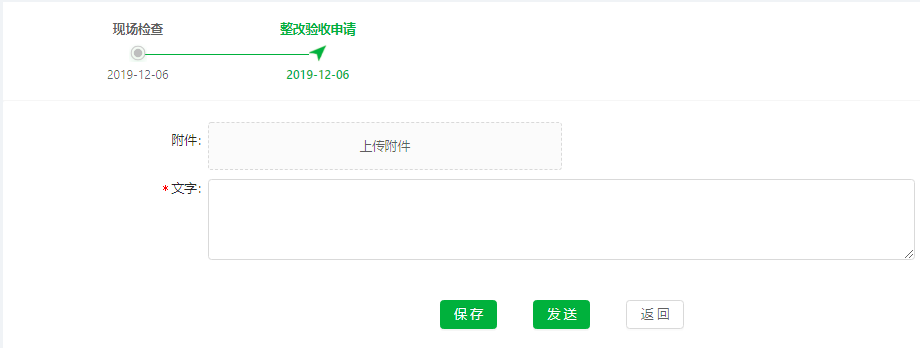 现场检查 整改验收申请
2019-12-06 2019-12-06
附件: 上传附件
* 文字:
保存 发送 返回